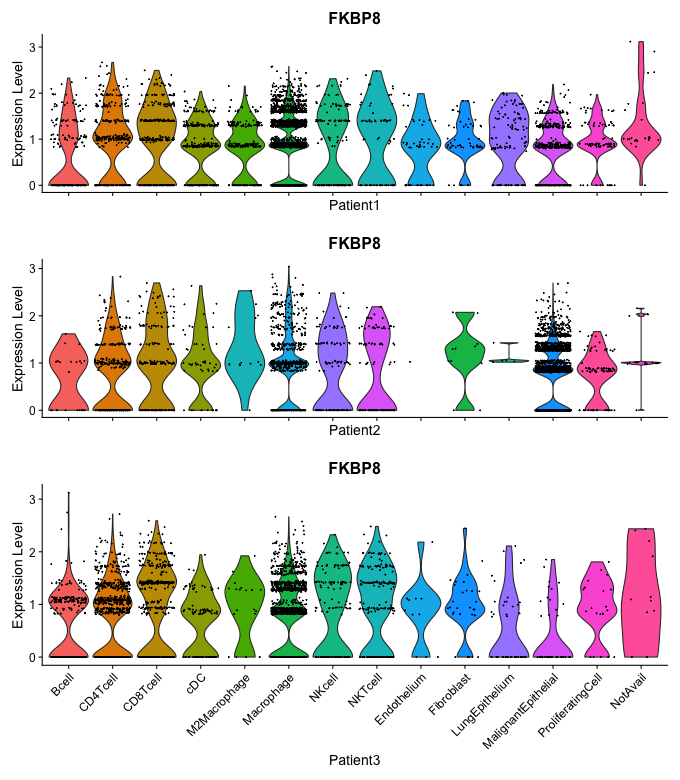 FKBP8
Expression Level
3
2
1
0
Patient1
FKBP8
Expression Level
3
2
1
0
Patient2
FKBP8
Expression Level
3
2
1
0
Bcell
CD4Tcell
CD8Tcell
cDC
M2Macrophage
Macrophage
NKcell
NKTcell
Endothelium
Fibroblast
LungEpithelium
MalignantEpithelial
ProliferatingCell
NotAvail
Patient3